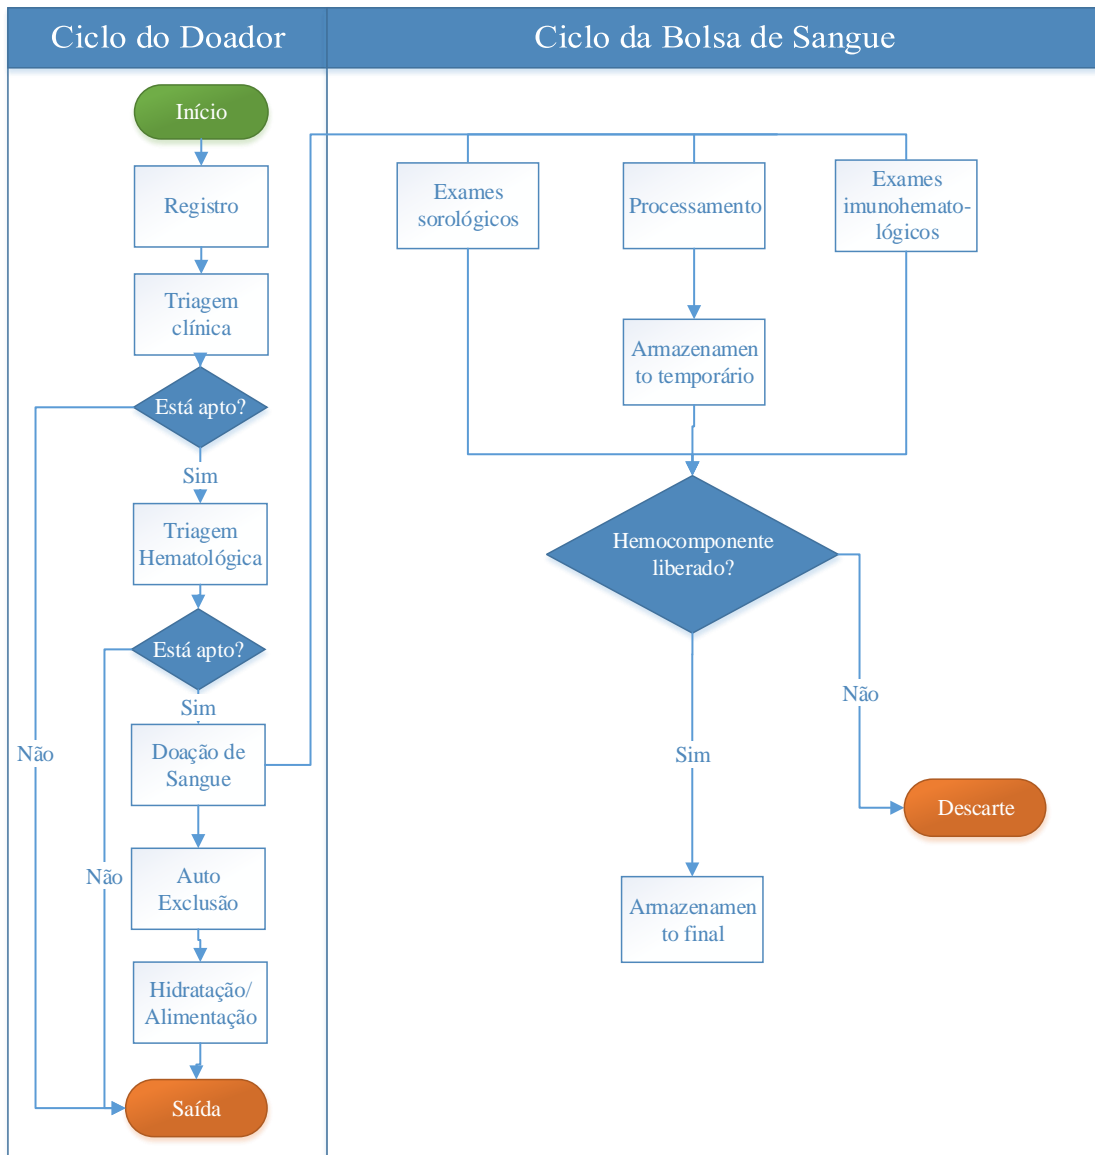 Ciclo do Doador
Ciclo da Bolsa de Sangue
Início
Registro
Triagem
clínica
Está apto?
Sim
Triagem
Hematológica
Está apto?
Sim
Não
Doação de
Sangue
Não
Auto
Exclusão
Hidratação/
Alimentação
Saída
Exames
sorológicos
Processamento
Exames
imunohemato-
lógicos
Armazenamen
to temporário
Hemocomponente
liberado?
Não
Sim
Descarte
Armazenamen
to final